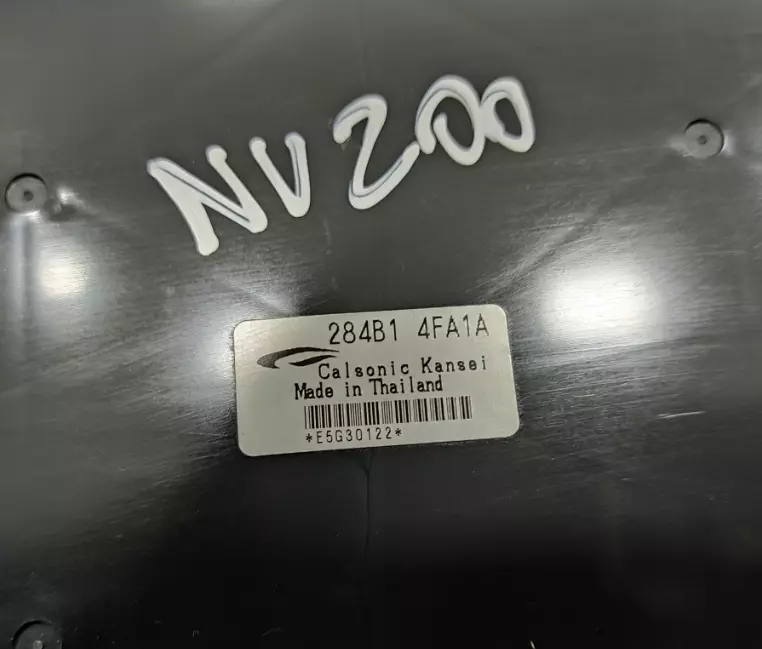 NV200
284B1 4FA1A
Calsonic Kansei
Made in Thailand
*E5G30122*